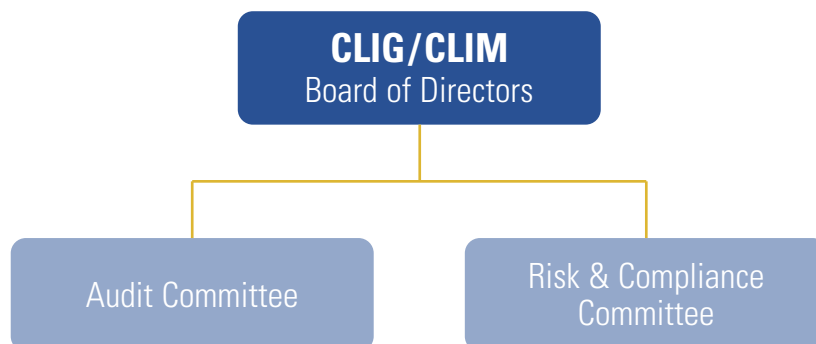 CLIG/CLIM
Board of Directors
Audit Committee
Risk & Compliance
Committee